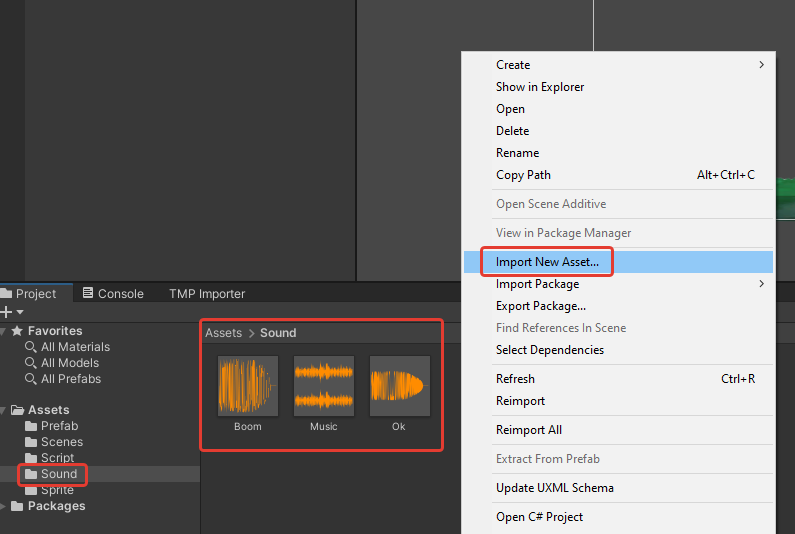 Create
Show in Explorer
Open
Delete
Rename
Copy Path Alt+Ctrl+C
Open Scene Additive
View in Package Manager
Import New Asset...
Import Package
Export Package...
Find References In Scene
Select Dependencies
Refresh Ctrl+R
Reimport
Reimport All
Extract From Prefab
Update UXML Schema
Open C# Project
Project Console TMP Importer
Favorites
All Materials
All Models
All Prefabs
Assets
Prefab
Scenes
Script
Sound
Sprite
Packages
Assets > Sound
Boom Music Ok